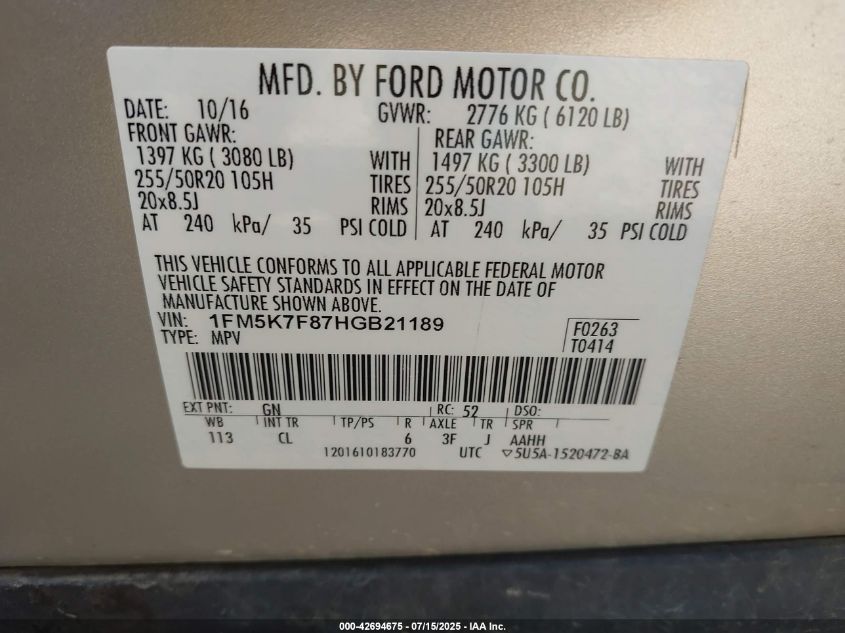 MFD. BY FORD MOTOR CO.
DATE: 10/16 GVWR: 2776 KG ( 6120 LB)
FRONT GAWR: REAR GAWR:
1397 KG ( 3080 LB) WITH 1497 KG ( 3300 LB) WITH
255/50R20 105H TIRES 255/50R20 105H TIRES
20x8.5J RIMS 20x8.5J RIMS
AT 240 kPa/ 35 PSI COLD AT 240 kPa/ 35 PSI COLD
THIS VEHICLE CONFORMS TO ALL APPLICABLE FEDERAL MOTOR
VEHICLE SAFETY STANDARDS IN EFFECT ON THE DATE OF
MANUFACTURE SHOWN ABOVE.
VIN: 1FM5K7F87HGB21189 F0263
TYPE: MPV T0414
EXT PNT: GN RC: 52 DSO:
WB INT TR TP/PS R AXLE TR SPR
113 CL 6 3F J AAHH
1201610183770 UTC ▽5U5A-1520472-BA
000-42694675 / 07/15/2025 - IAA Inc.